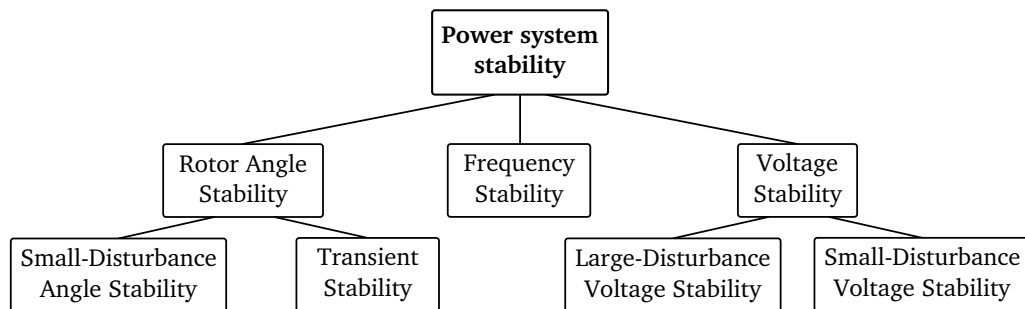 Power system
stability
Rotor Angle
Stability
Frequency
Stability
Voltage
Stability
Small-Disturbance
Angle Stability
Transient
Stability
Large-Disturbance
Voltage Stability
Small-Disturbance
Voltage Stability